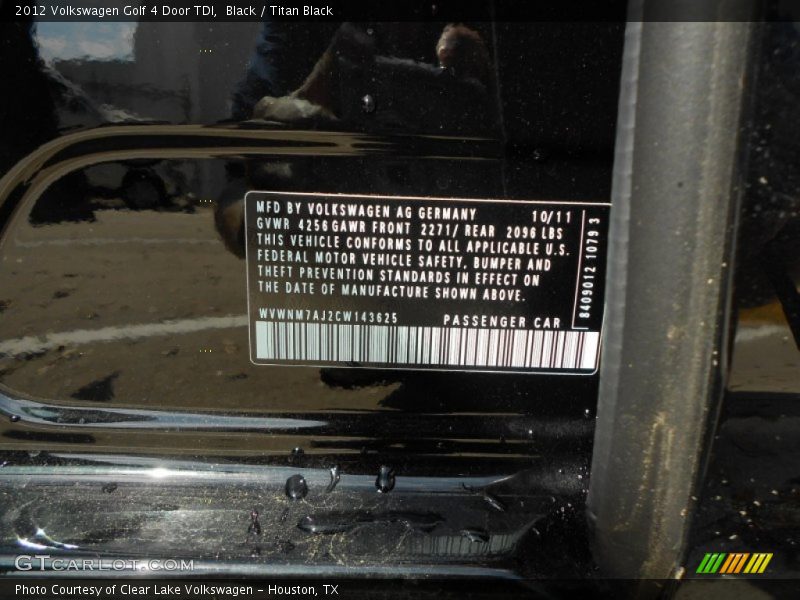 2012 Volkswagen Golf 4 Door TDI,  Black / Titan Black
MFD BY VOLKSWAGEN AG GERMANY 10/11
GVWR 4256 GAWR FRONT 2271/ REAR 2096 LBS
THIS VEHICLE CONFORMS TO ALL APPLICABLE U.S.
FEDERAL MOTOR VEHICLE SAFETY, BUMPER AND
THEFT PREVENTION STANDARDS IN EFFECT ON
THE DATE OF MANUFACTURE SHOWN ABOVE.
8409012 1079 3
WVWNM7AJ2CW143625 PASSENGER CAR
GTCARLOT.COM
Photo Courtesy of Clear Lake Volkswagen - Houston, TX